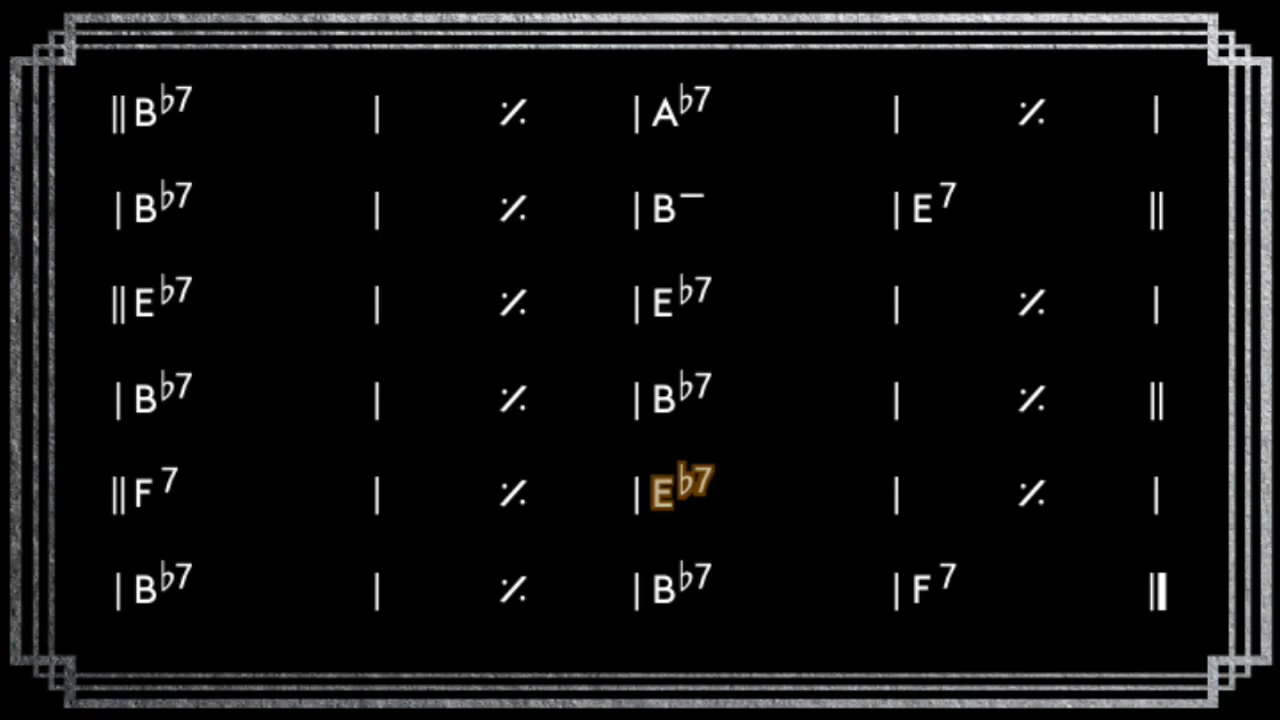 ‖ B♭7 | 𝄎 | A♭7 | 𝄎 |
| B♭7 | 𝄎 | B– | E7 ‖
‖ E♭7 | 𝄎 | E♭7 | 𝄎 |
| B♭7 | 𝄎 | B♭7 | 𝄎 ‖
‖ F7 | 𝄎 | E♭7 | 𝄎 |
| B♭7 | 𝄎 | B♭7 | F7 𝄂